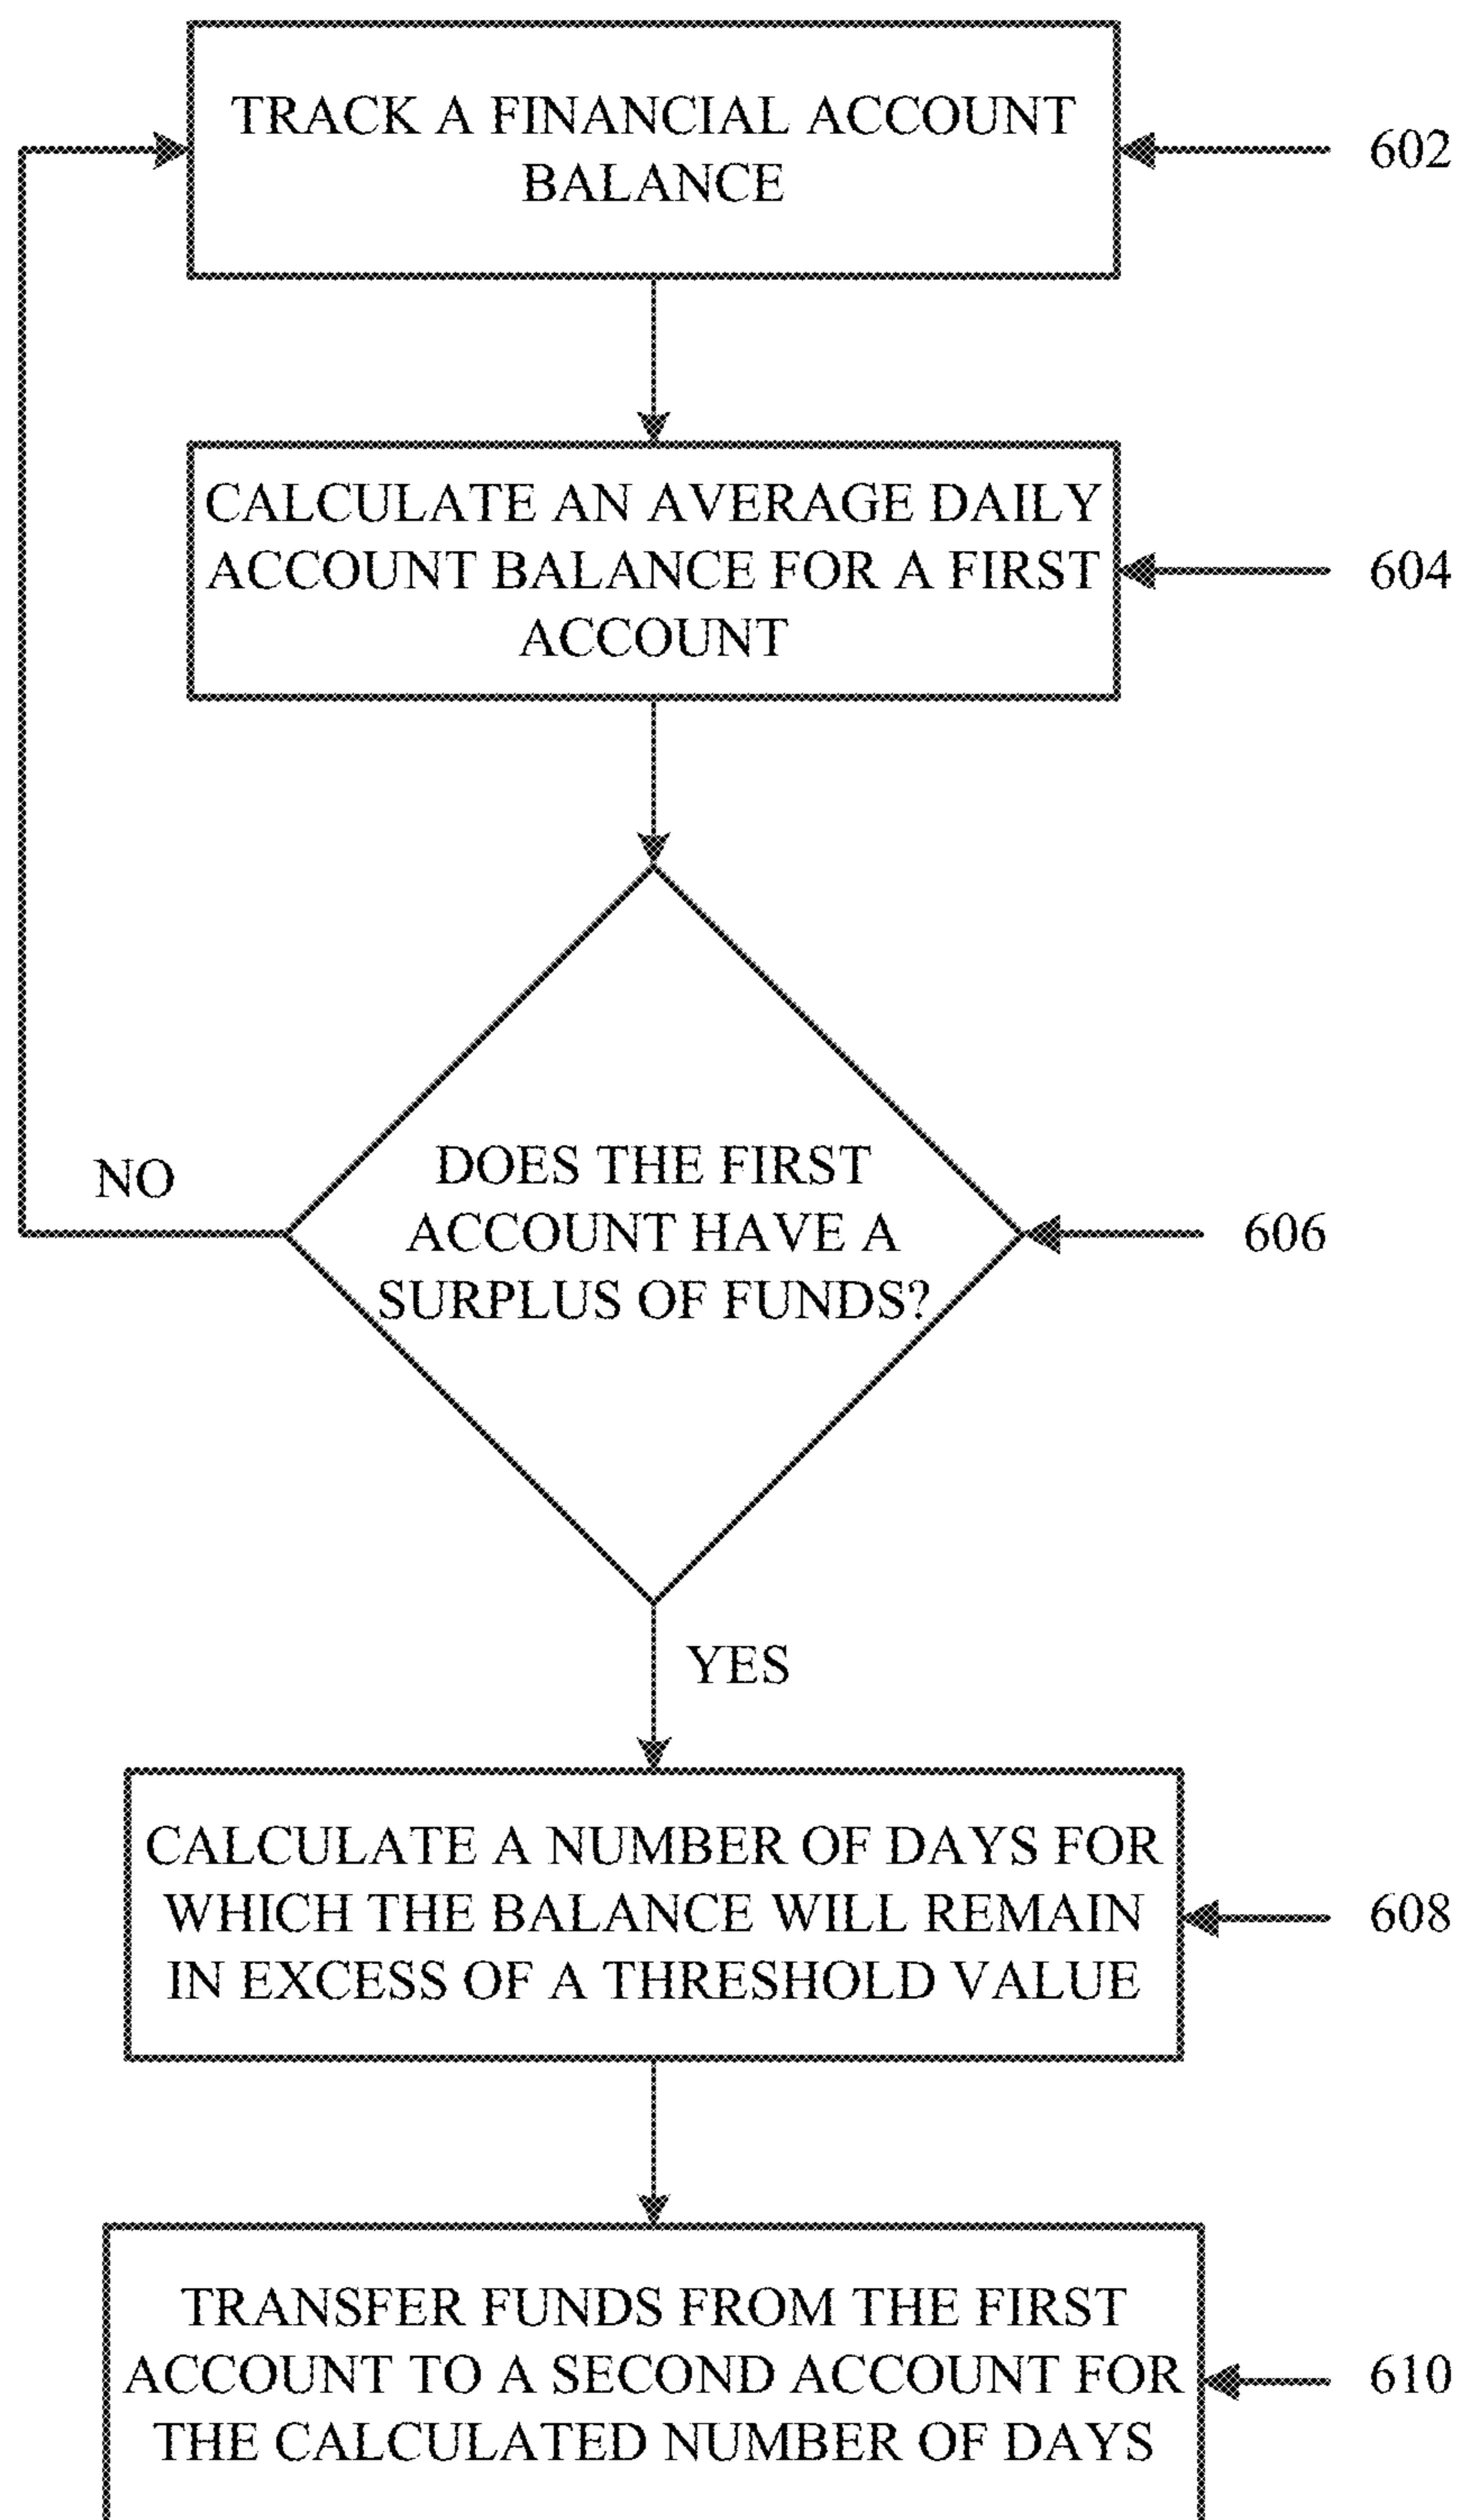 TRACK A FINANCIAL ACCOUNT
BALANCE
602
CALCULATE AN AVERAGE DAILY
ACCOUNT BALANCE FOR A FIRST
ACCOUNT
604
DOES THE FIRST
ACCOUNT HAVE A
SURPLUS OF FUNDS?
606
NO
YES
CALCULATE A NUMBER OF DAYS FOR
WHICH THE BALANCE WILL REMAIN
IN EXCESS OF A THRESHOLD VALUE
608
TRANSFER FUNDS FROM THE FIRST
ACCOUNT TO A SECOND ACCOUNT FOR
THE CALCULATED NUMBER OF DAYS
610